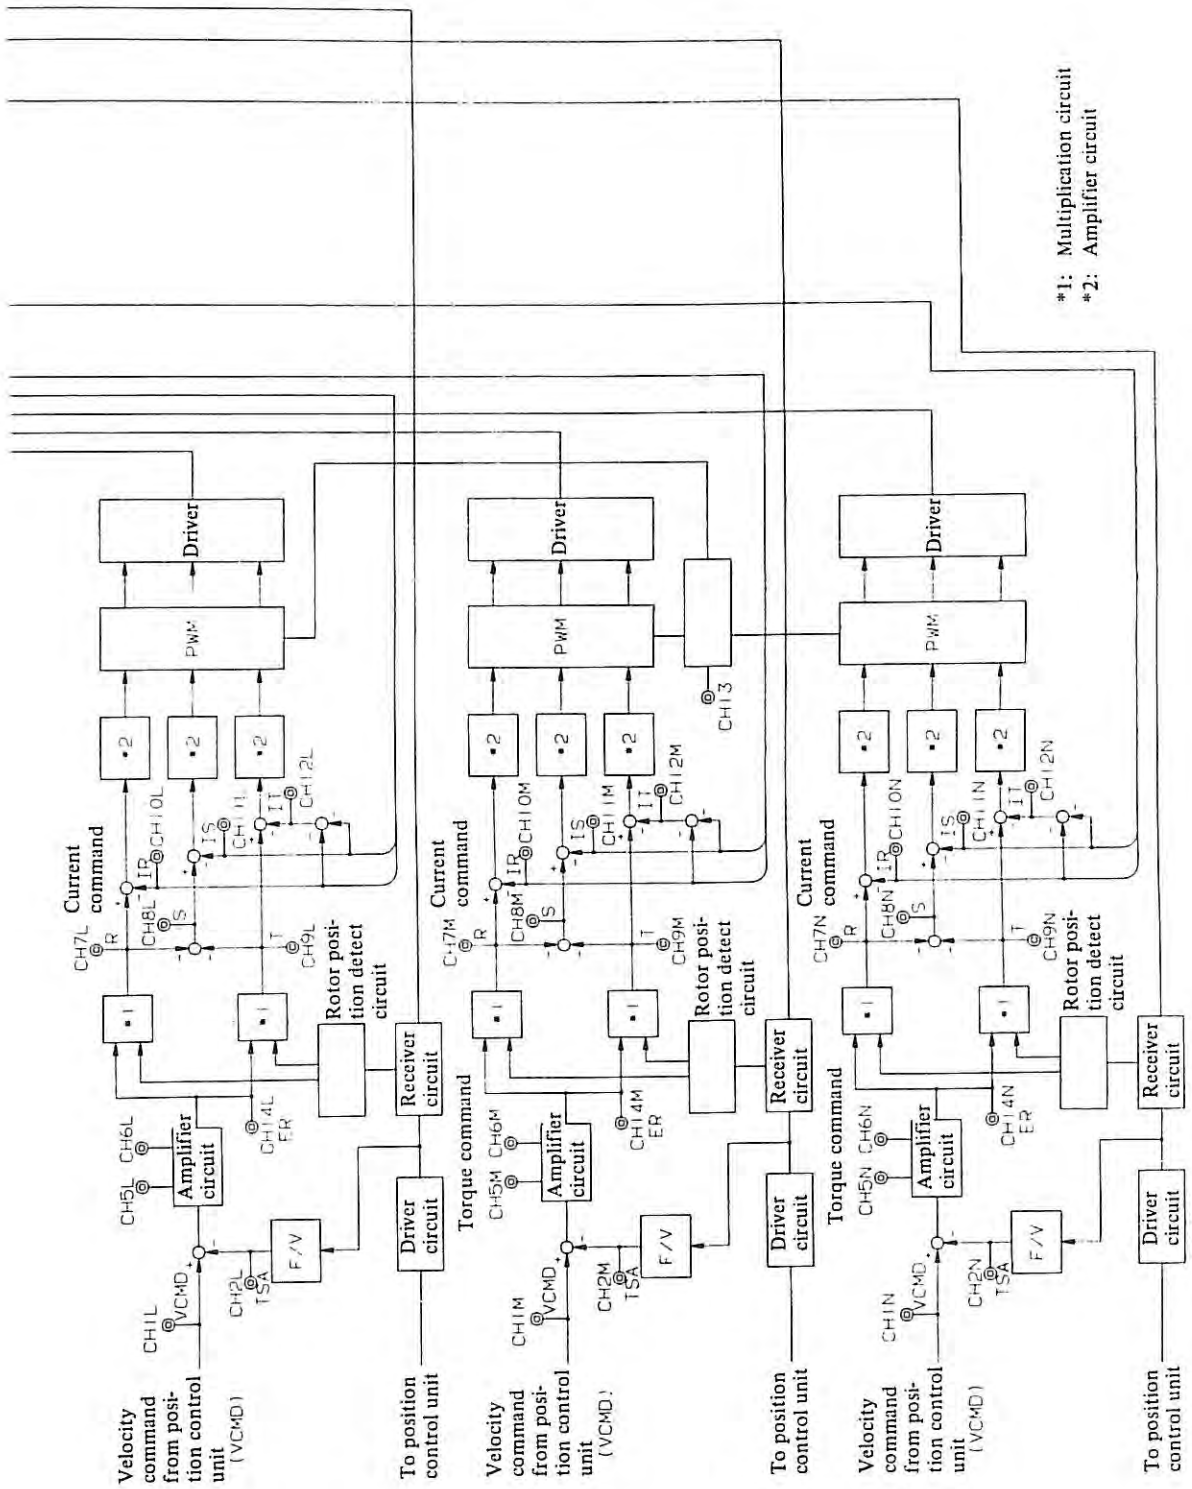 Velocity
command
from posi-
tion control
unit
(VCMD)
CH1L
VCMD
+
-
CH2L
TSA
F/V
CH5L
CH6L
Amplifier
circuit
CH14L
ER
*1
*1
Rotor posi-
tion detect
circuit
Receiver
circuit
Driver
circuit
To position
control unit
CH7L
R
Current
command
CH8L
S
CH9L
T
IR
CH10L
IS
CH11L
IT
CH12L
*2
*2
*2
PWM
Driver
Velocity
command
from posi-
tion control
unit
(VCMD)
CH1M
VCMD
+
-
CH2M
TSA
F/V
Torque command
CH5M
CH6M
Amplifier
circuit
CH14M
ER
*1
*1
Rotor posi-
tion detect
circuit
Receiver
circuit
Driver
circuit
To position
control unit
CH7M
R
Current
command
CH8M
S
CH9M
T
IR
CH10M
IS
CH11M
IT
CH12M
*2
*2
*2
PWM
Driver
CH13
Velocity
command
from posi-
tion control
unit
(VCMD)
CH1N
VCMD
+
-
CH2N
TSA
F/V
Torque command
CH5N
CH6N
Amplifier
circuit
CH14N
ER
*1
*1
Rotor posi-
tion detect
circuit
Receiver
circuit
Driver
circuit
To position
control unit
CH7N
R
Current
command
CH8N
S
CH9N
T
IR
CH10N
IS
CH11N
IT
CH12N
*2
*2
*2
PWM
Driver
*1: Multiplication circuit
*2: Amplifier circuit